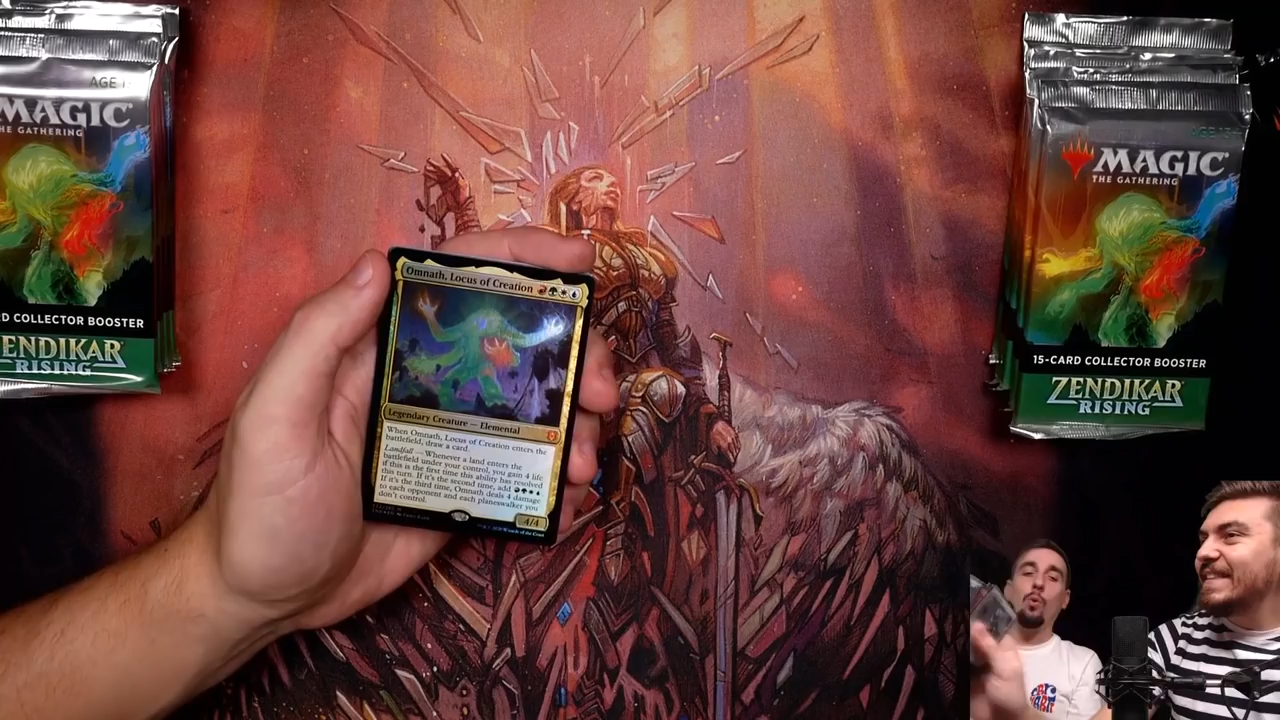 AGE 1
MAGIC
THE GATHERING
RD COLLECTOR BOOSTER
ZENDIKAR
RISING
Omnath, Locus of Creation
Legendary Creature — Elemental
When Omnath, Locus of Creation enters the
battlefield, draw a card.
Landfall — Whenever a land enters the
battlefield under your control, you gain 4 life
if this is the first time this ability has resolved
this turn. If it's the second time, add
If it's the third time, Omnath deals 4 damage
to each opponent and each planeswalker you
don't control.
4/4
MAGIC
THE GATHERING
15-CARD COLLECTOR BOOSTER
ZENDIKAR
RISING